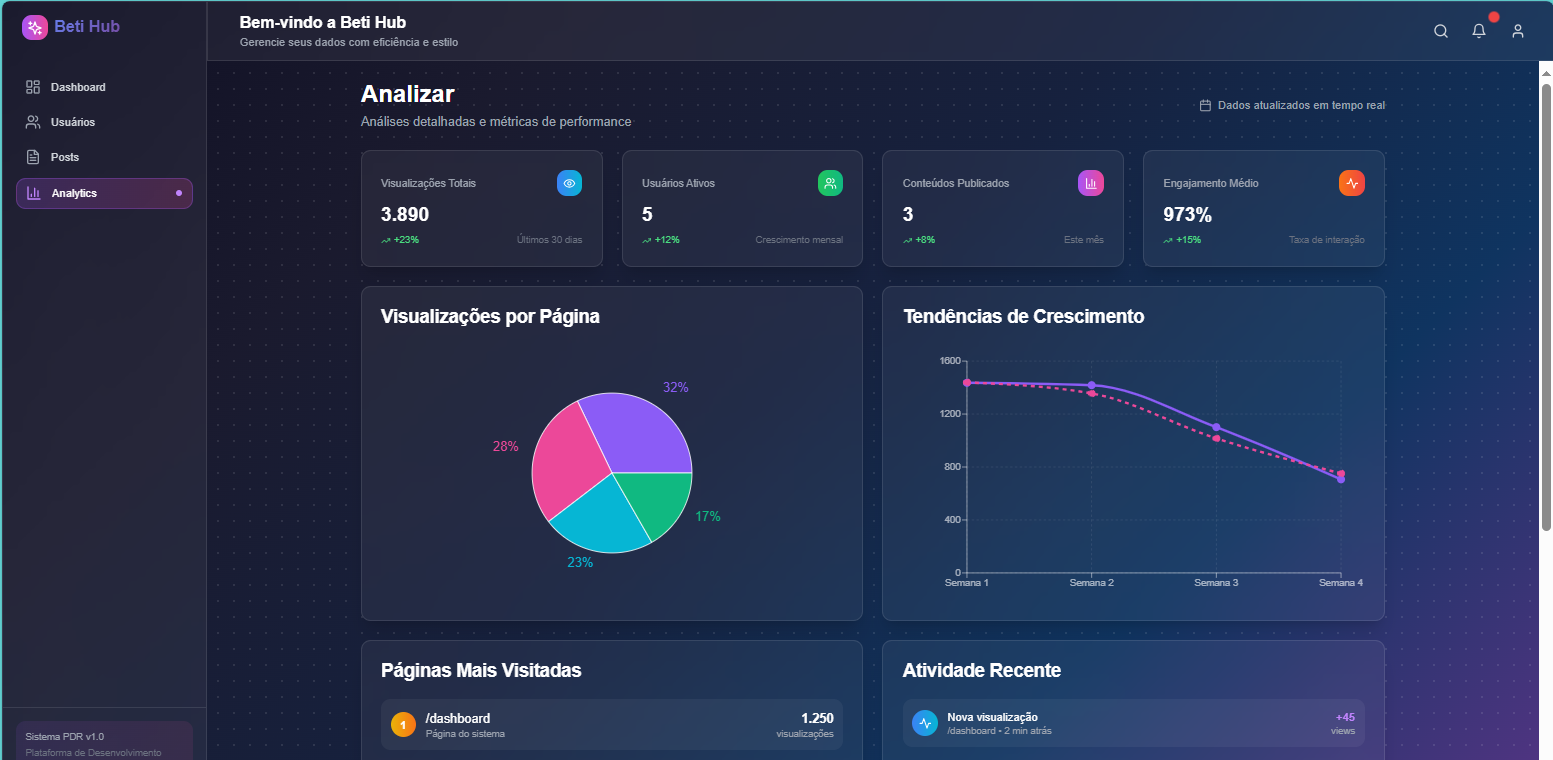 Beti Hub
Bem-vindo a Beti Hub
Gerencie seus dados com eficiência e estilo
Dashboard
Usuários
Posts
Analytics
Sistema PDR v1.0
Plataforma de Desenvolvimento
Analizar
Análises detalhadas e métricas de performance
Dados atualizados em tempo real
Visualizações Totais
3.890
+23%
Últimos 30 dias
Usuários Ativos
5
+12%
Crescimento mensal
Conteúdos Publicados
3
+8%
Este mês
Engajamento Médio
973%
+15%
Taxa de interação
Visualizações por Página
32%
28%
17%
23%
Tendências de Crescimento
1600
1200
800
400
0
Semana 1
Semana 2
Semana 3
Semana 4
Páginas Mais Visitadas
1
/dashboard
Página do sistema
1.250
visualizações
Atividade Recente
Nova visualização
/dashboard • 2 min atrás
+45
views